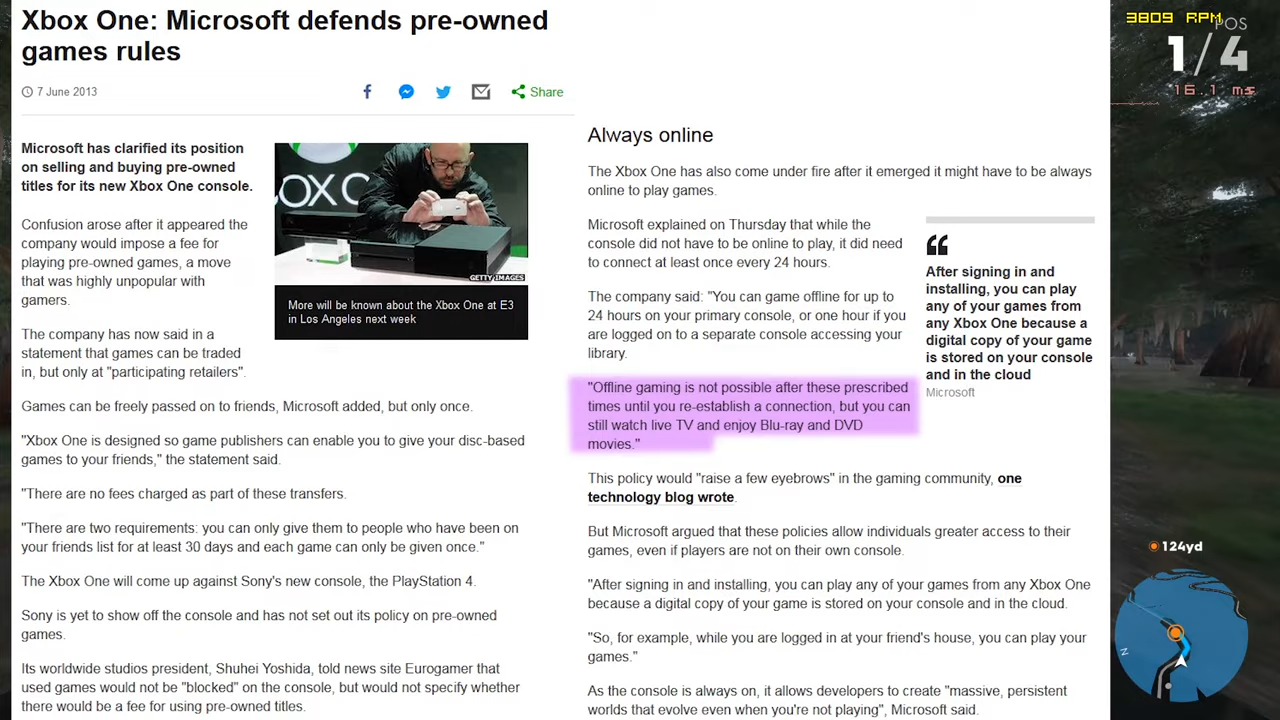 Xbox One: Microsoft defends pre-owned
games rules
7 June 2013
Share
Microsoft has clarified its position
on selling and buying pre-owned
titles for its new Xbox One console.
Confusion arose after it appeared the
company would impose a fee for
playing pre-owned games, a move
that was highly unpopular with
gamers.
The company has now said in a
statement that games can be traded
in, but only at "participating retailers".
XBOX ONE
GETTY IMAGES
More will be known about the Xbox One at E3
in Los Angeles next week
Games can be freely passed on to friends, Microsoft added, but only once.
"Xbox One is designed so game publishers can enable you to give your disc-based
games to your friends," the statement said.
"There are no fees charged as part of these transfers.
"There are two requirements: you can only give them to people who have been on
your friends list for at least 30 days and each game can only be given once."
The Xbox One will come up against Sony's new console, the PlayStation 4.
Sony is yet to show off the console and has not set out its policy on pre-owned
games.
Its worldwide studios president, Shuhei Yoshida, told news site Eurogamer that
used games would not be "blocked" on the console, but would not specify whether
there would be a fee for using pre-owned titles.
Always online
The Xbox One has also come under fire after it emerged it might have to be always
online to play games.
Microsoft explained on Thursday that while the
console did not have to be online to play, it did need
to connect at least once every 24 hours.
The company said: "You can game offline for up to
24 hours on your primary console, or one hour if you
are logged on to a separate console accessing your
library.
"Offline gaming is not possible after these prescribed
times until you re-establish a connection, but you can
still watch live TV and enjoy Blu-ray and DVD
movies."
“
After signing in and
installing, you can play
any of your games from
any Xbox One because a
digital copy of your game
is stored on your console
and in the cloud
Microsoft
This policy would "raise a few eyebrows" in the gaming community, one
technology blog wrote.
But Microsoft argued that these policies allow individuals greater access to their
games, even if players are not on their own console.
"After signing in and installing, you can play any of your games from any Xbox One
because a digital copy of your game is stored on your console and in the cloud.
"So, for example, while you are logged in at your friend's house, you can play your
games."
As the console is always on, it allows developers to create "massive, persistent
worlds that evolve even when you're not playing", Microsoft said.
3809 RPM
POS
1/4
16.1 ms
124yd
N